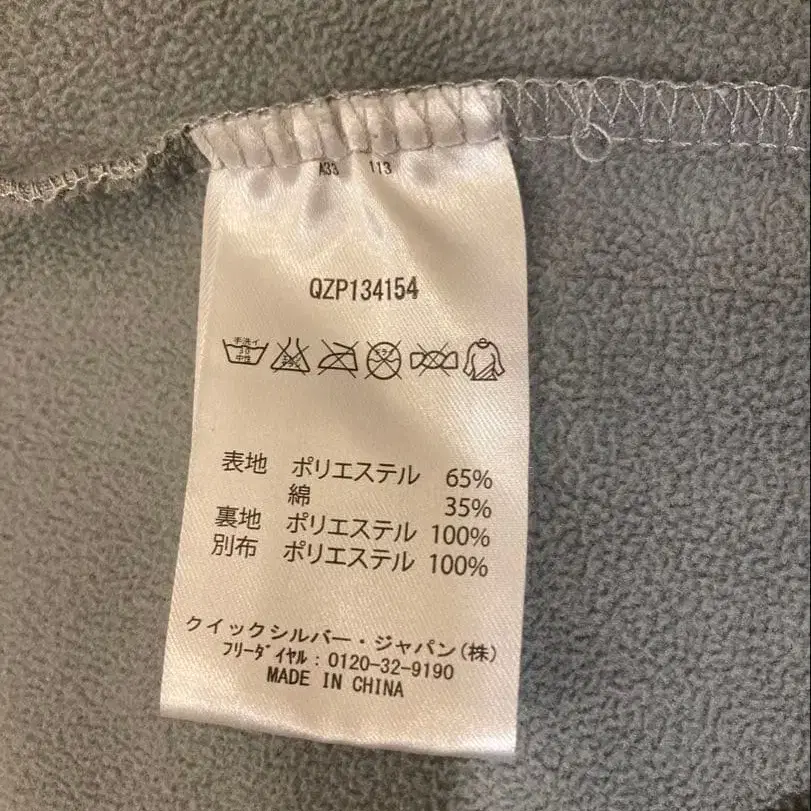 A33 113
QZP134154
手洗イ
30
中性
表地 ポリエステル 65%
綿 35%
裏地 ポリエステル 100%
別布 ポリエステル 100%
クイックシルバー・ジャパン(株)
フリーダイヤル:0120-32-9190
MADE IN CHINA